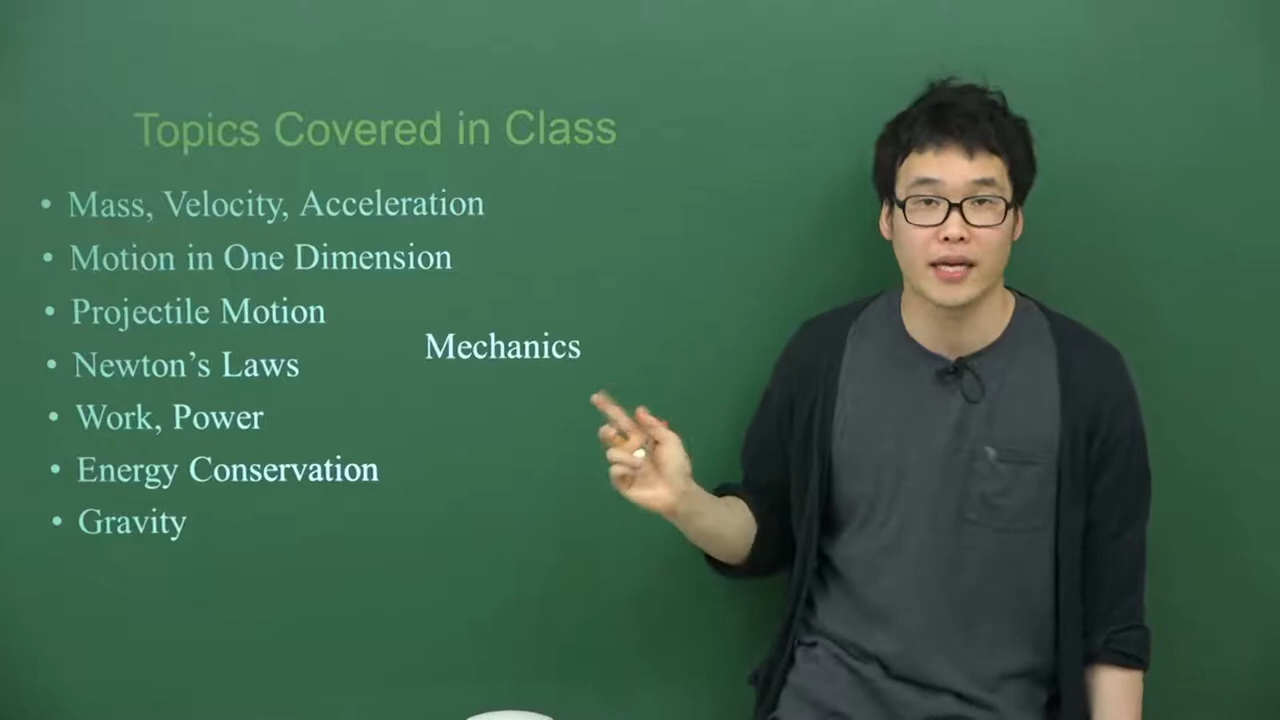 Topics Covered in Class
• Mass, Velocity, Acceleration
• Motion in One Dimension
• Projectile Motion
Mechanics
• Newton’s Laws
• Work, Power
• Energy Conservation
• Gravity